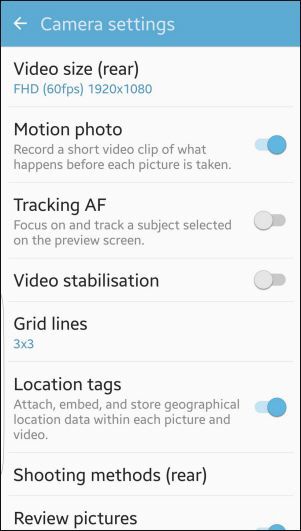 Camera settings
Video size (rear)
FHD (60fps) 1920x1080
Motion photo
Record a short video clip of what
happens before each picture is taken.
Tracking AF
Focus on and track a subject selected
on the preview screen.
Video stabilisation
Grid lines
3x3
Location tags
Attach, embed, and store geographical
location data within each picture and
video.
Shooting methods (rear)
Review pictures